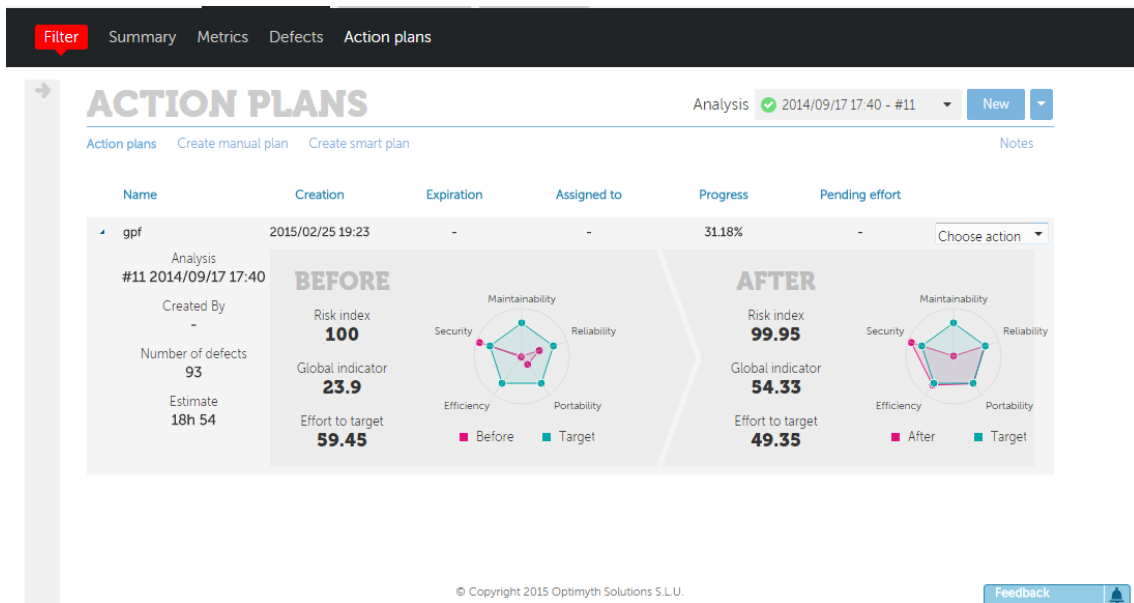 Filter Summary Metrics Defects Action plans
ACTION PLANS
Analysis 2014/09/17 17:40 - #11 New
Action plans Create manual plan Create smart plan Notes
Name Creation Expiration Assigned to Progress Pending effort
gpf 2015/02/25 19:23 - - 31.18% - Choose action
Analysis
#11 2014/09/17 17:40
Created By
-
Number of defects
93
Estimate
18h 54
BEFORE
Risk index
100
Global indicator
23.9
Effort to target
59.45
Maintainability
Security Reliability
Efficiency Portability
Before Target
AFTER
Risk index
99.95
Global indicator
54.33
Effort to target
49.35
Maintainability
Security Reliability
Efficiency Portability
After Target
© Copyright 2015 Optimyth Solutions S.L.U.
Feedback